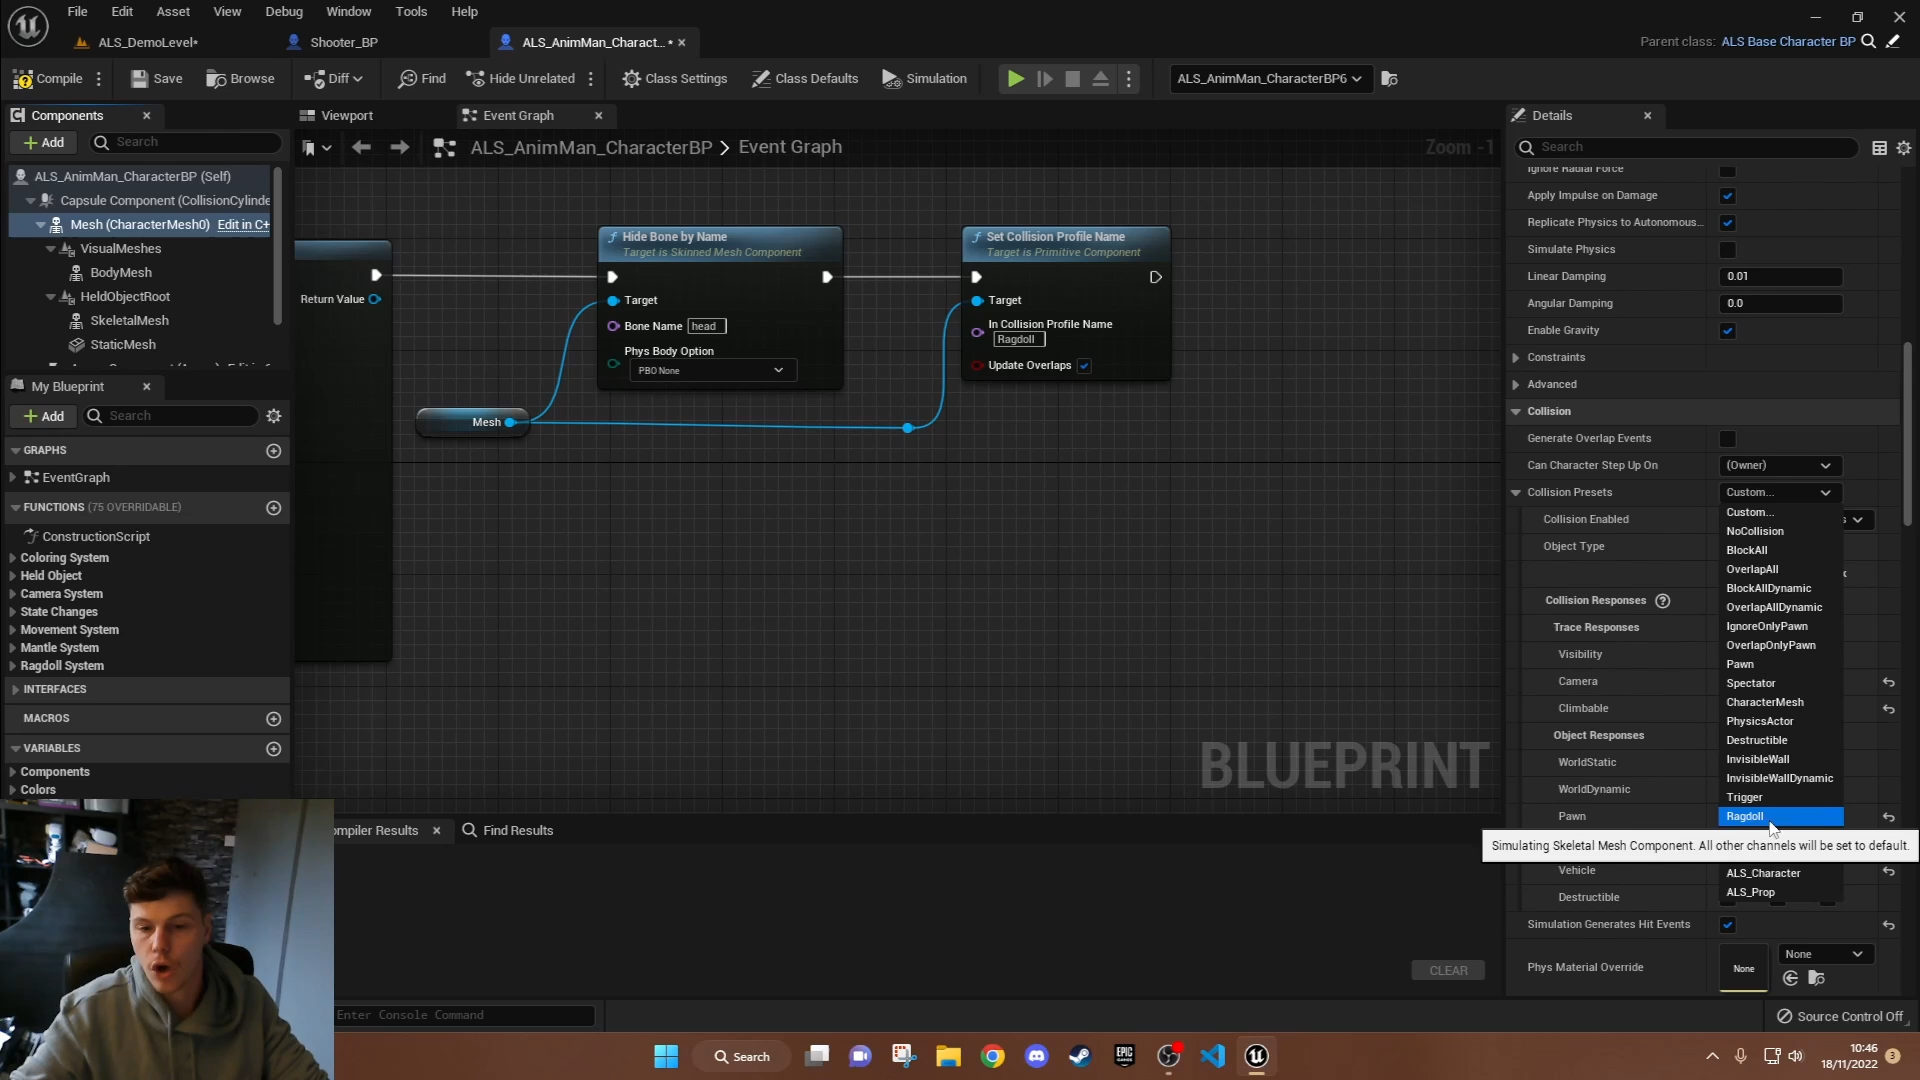 File Edit Asset View Debug Window Tools Help
ALS_DemoLevel*
Shooter_BP
ALS_AnimMan_Charact... *
Parent class: ALS Base Character BP
Compile
Save
Browse
Diff
Find
Hide Unrelated
Class Settings
Class Defaults
Simulation
ALS_AnimMan_CharacterBP6
Components
Add
Search
ALS_AnimMan_CharacterBP (Self)
Capsule Component (CollisionCylinde
Mesh (CharacterMesh0) Edit in C+
VisualMeshes
BodyMesh
HeldObjectRoot
SkeletalMesh
StaticMesh
My Blueprint
Add
Search
GRAPHS
EventGraph
FUNCTIONS (75 OVERRIDABLE)
ConstructionScript
Coloring System
Held Object
Camera System
State Changes
Movement System
Mantle System
Ragdoll System
INTERFACES
MACROS
VARIABLES
Components
Colors
Viewport
Event Graph
ALS_AnimMan_CharacterBP > Event Graph
Zoom -1
Return Value
Hide Bone by Name
Target is Skinned Mesh Component
Target
Bone Name head
Phys Body Option
PBO None
Mesh
Set Collision Profile Name
Target is Primitive Component
Target
In Collision Profile Name
Ragdoll
Update Overlaps
BLUEPRINT
ompiler Results
Find Results
CLEAR
Enter Console Command
Details
Search
Ignore Radial Force
Apply Impulse on Damage
Replicate Physics to Autonomous...
Simulate Physics
Linear Damping 0.01
Angular Damping 0.0
Enable Gravity
Constraints
Advanced
Collision
Generate Overlap Events
Can Character Step Up On (Owner)
Collision Presets Custom...
Collision Enabled
Object Type
Collision Responses
Trace Responses
Visibility
Camera
Climbable
Object Responses
WorldStatic
WorldDynamic
Pawn
Custom...
NoCollision
BlockAll
OverlapAll
BlockAllDynamic
OverlapAllDynamic
IgnoreOnlyPawn
OverlapOnlyPawn
Pawn
Spectator
CharacterMesh
PhysicsActor
Destructible
InvisibleWall
InvisibleWallDynamic
Trigger
Ragdoll
Simulating Skeletal Mesh Component. All other channels will be set to default.
Vehicle
ALS_Character
ALS_Prop
Destructible
Simulation Generates Hit Events
Phys Material Override None None
Source Control Off
Search
EPIC
10:46
18/11/2022
3